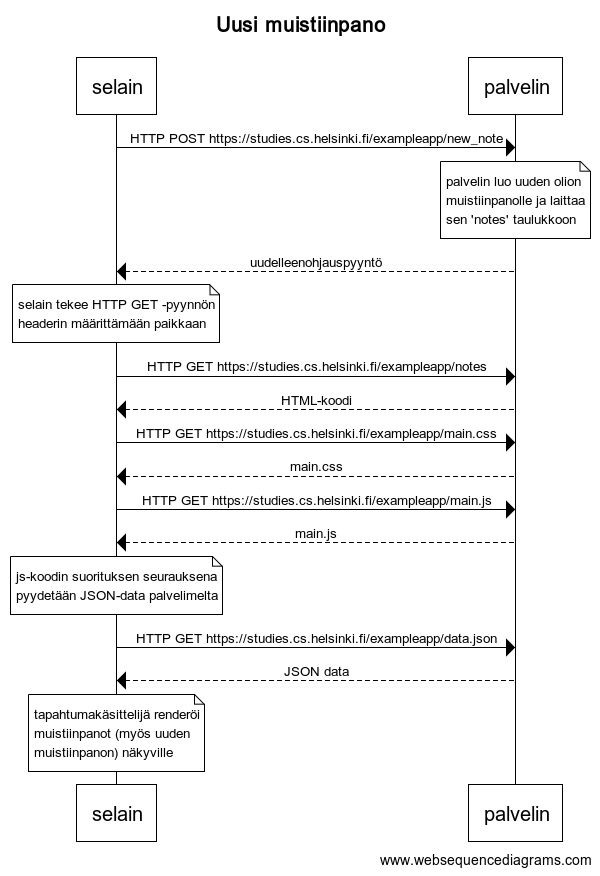 Uusi muistiinpano
selain
palvelin
HTTP POST https://studies.cs.helsinki.fi/exampleapp/new_note
palvelin luo uuden olion
muistiinpanolle ja laittaa
sen 'notes' taulukkoon
uudelleenohjauspyyntö
selain tekee HTTP GET -pyynnön
headerin määrittämään paikkaan
HTTP GET https://studies.cs.helsinki.fi/exampleapp/notes
HTML-koodi
HTTP GET https://studies.cs.helsinki.fi/exampleapp/main.css
main.css
HTTP GET https://studies.cs.helsinki.fi/exampleapp/main.js
main.js
js-koodin suorituksen seurauksena
pyydetään JSON-data palvelimelta
HTTP GET https://studies.cs.helsinki.fi/exampleapp/data.json
JSON data
tapahtumakäsittelijä renderöi
muistiinpanot (myös uuden
muistiinpanon) näkyville
selain
palvelin
www.websequencediagrams.com